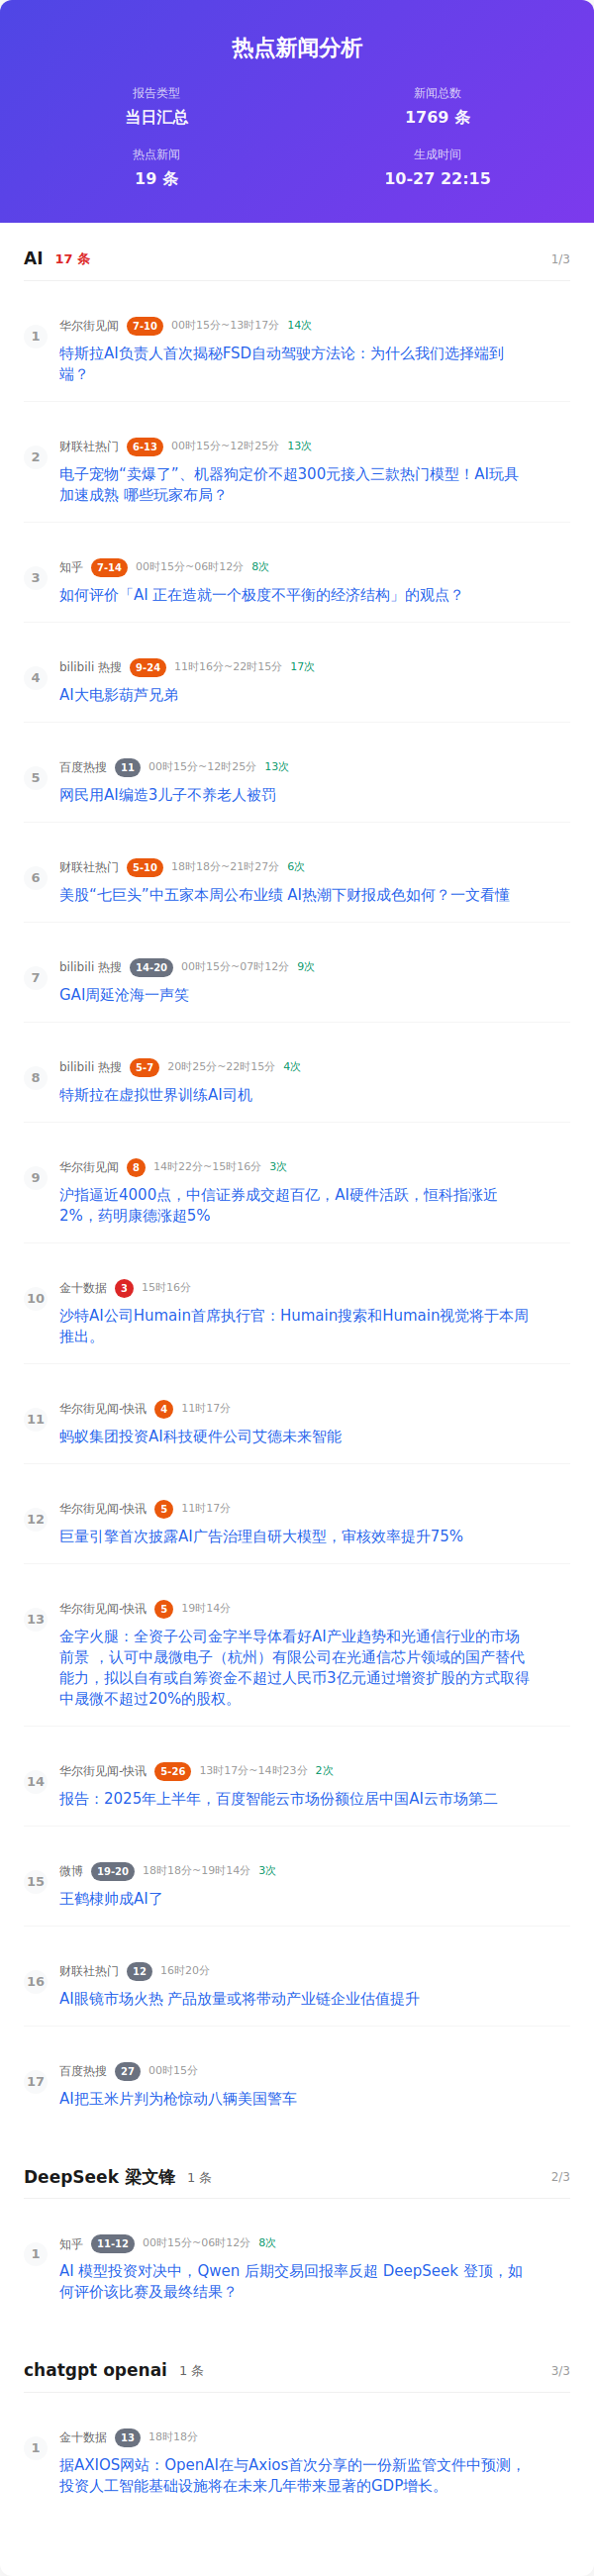 热点新闻分析
报告类型
新闻总数
当日汇总
1769 条
热点新闻
生成时间
19 条
10-27 22:15
AI 17 条 1/3
1
华尔街见闻 7-10 00时15分~13时17分 14次
特斯拉AI负责人首次揭秘FSD自动驾驶方法论：为什么我们选择端到
端？
2
财联社热门 6-13 00时15分~12时25分 13次
电子宠物“卖爆了”、机器狗定价不超300元接入三款热门模型！AI玩具
加速成熟 哪些玩家布局？
3
知乎 7-14 00时15分~06时12分 8次
如何评价「AI 正在造就一个极度不平衡的经济结构」的观点？
4
bilibili 热搜 9-24 11时16分~22时15分 17次
AI大电影葫芦兄弟
5
百度热搜 11 00时15分~12时25分 13次
网民用AI编造3儿子不养老人被罚
6
财联社热门 5-10 18时18分~21时27分 6次
美股“七巨头”中五家本周公布业绩 AI热潮下财报成色如何？一文看懂
7
bilibili 热搜 14-20 00时15分~07时12分 9次
GAI周延沧海一声笑
8
bilibili 热搜 5-7 20时25分~22时15分 4次
特斯拉在虚拟世界训练AI司机
9
华尔街见闻 8 14时22分~15时16分 3次
沪指逼近4000点，中信证券成交超百亿，AI硬件活跃，恒科指涨近
2%，药明康德涨超5%
10
金十数据 3 15时16分
沙特AI公司Humain首席执行官：Humain搜索和Humain视觉将于本周
推出。
11
华尔街见闻-快讯 4 11时17分
蚂蚁集团投资AI科技硬件公司艾德未来智能
12
华尔街见闻-快讯 5 11时17分
巨量引擎首次披露AI广告治理自研大模型，审核效率提升75%
13
华尔街见闻-快讯 5 19时14分
金字火腿：全资子公司金字半导体看好AI产业趋势和光通信行业的市场
前景 ，认可中晟微电子（杭州）有限公司在光通信芯片领域的国产替代
能力，拟以自有或自筹资金不超过人民币3亿元通过增资扩股的方式取得
中晟微不超过20%的股权。
14
华尔街见闻-快讯 5-26 13时17分~14时23分 2次
报告：2025年上半年，百度智能云市场份额位居中国AI云市场第二
15
微博 19-20 18时18分~19时14分 3次
王鹤棣帅成AI了
16
财联社热门 12 16时20分
AI眼镜市场火热 产品放量或将带动产业链企业估值提升
17
百度热搜 27 00时15分
AI把玉米片判为枪惊动八辆美国警车
DeepSeek 梁文锋 1 条 2/3
1
知乎 11-12 00时15分~06时12分 8次
AI 模型投资对决中，Qwen 后期交易回报率反超 DeepSeek 登顶，如
何评价该比赛及最终结果？
chatgpt openai 1 条 3/3
1
金十数据 13 18时18分
据AXIOS网站：OpenAI在与Axios首次分享的一份新监管文件中预测，
投资人工智能基础设施将在未来几年带来显著的GDP增长。